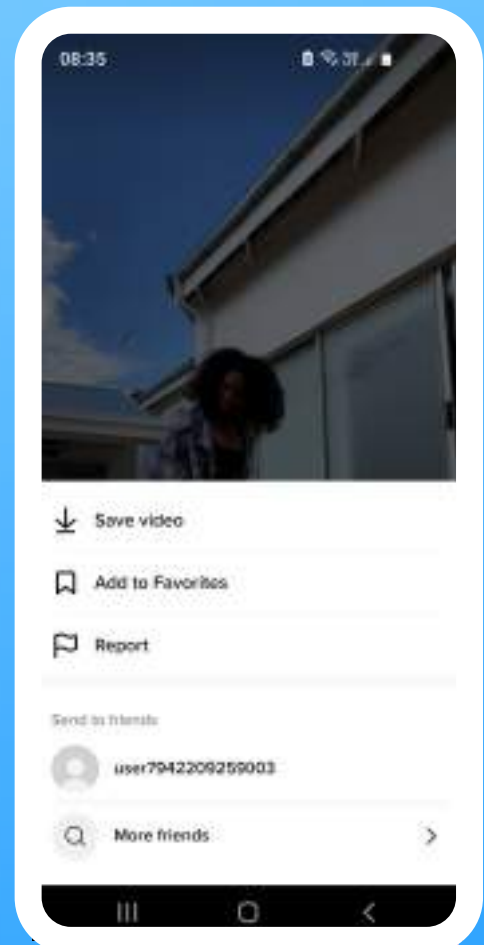 08:35
Save video
Add to Favorites
Report
Send to friends
user7942209259003
More friends